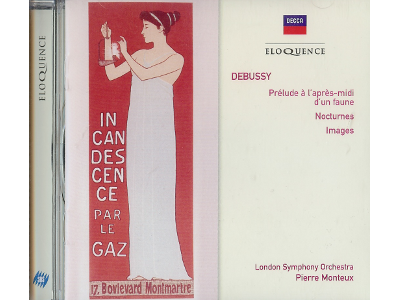 ELOQUENCE
IN
CAN
DES
CEN
CE
PAR
LE
GAZ
17. Boulevard Montmartre
DECCA
ELOQUENCE
DEBUSSY
Prélude à l'après-midi
d'un faune
Nocturnes
Images
London Symphony Orchestra
Pierre Monteux